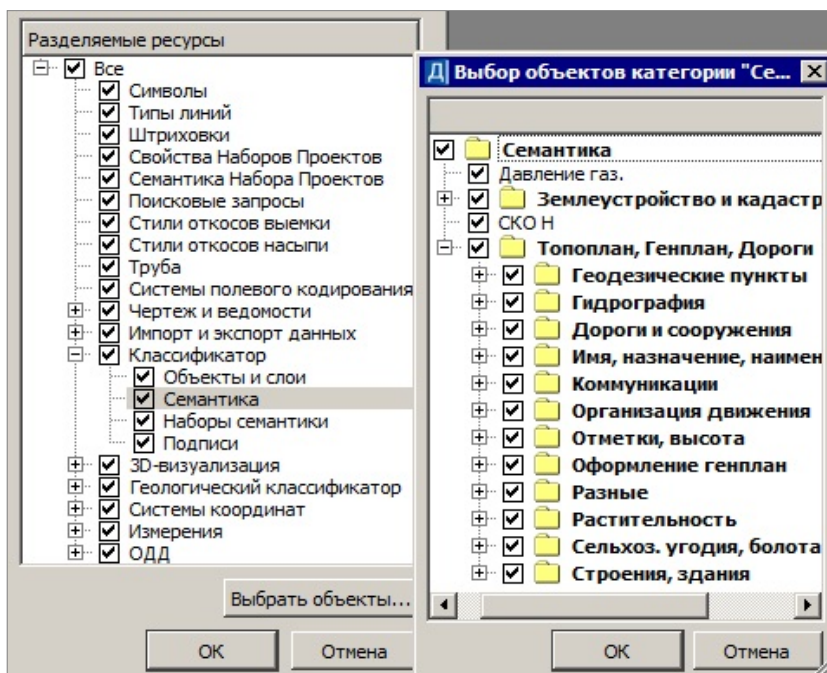 Разделяемые ресурсы
Все
Символы
Типы линий
Штриховки
Свойства Наборов Проектов
Семантика Набора Проектов
Поисковые запросы
Стили откосов выемки
Стили откосов насыпи
Труба
Системы полевого кодирования
Чертеж и ведомости
Импорт и экспорт данных
Классификатор
Объекты и слои
Семантика
Наборы семантики
Подписи
3D-визуализация
Геологический классификатор
Системы координат
Измерения
ОДД
Выбрать объекты...
ОК
Отмена
Выбор объектов категории "Се...
Семантика
Давление газ.
Землеустройство и кадастр
СКО H
Топоплан, Генплан, Дороги
Геодезические пункты
Гидрография
Дороги и сооружения
Имя, назначение, наимен
Коммуникации
Организация движения
Отметки, высота
Оформление генплан
Разные
Растительность
Сельхоз. угодия, болота
Строения, здания
ОК
Отмена